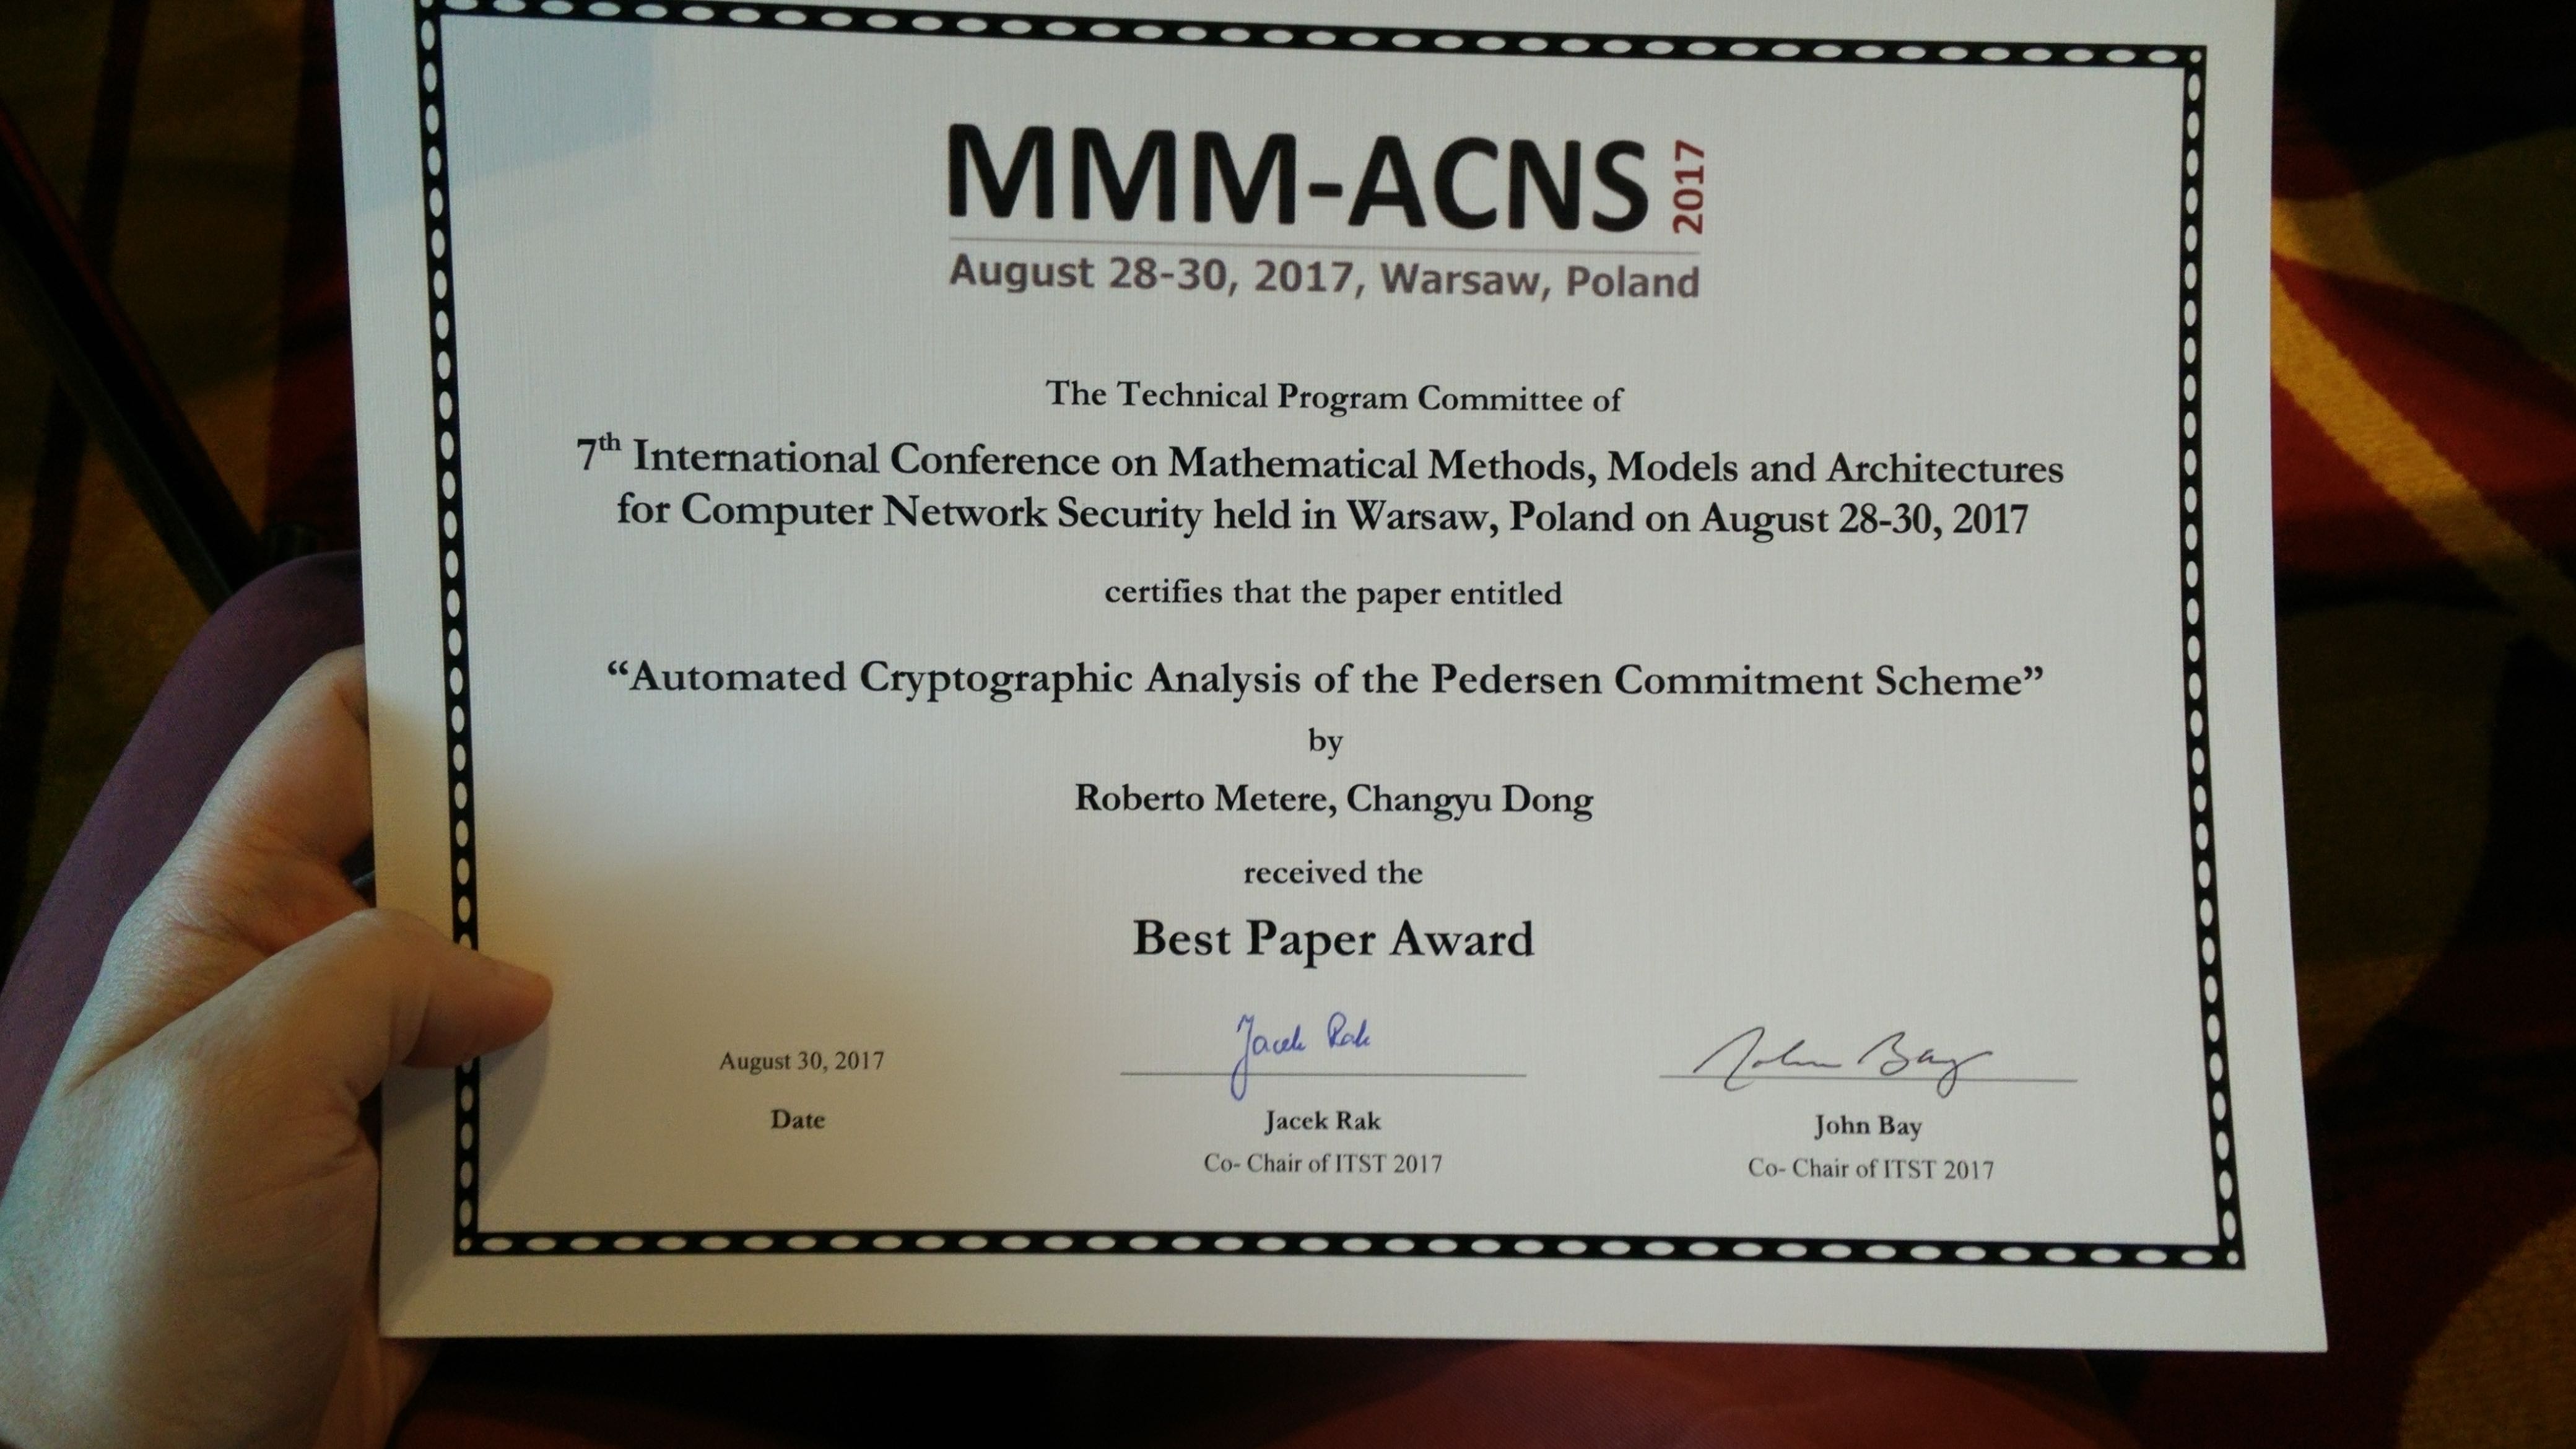 MMM-ACNS 2017
August 28-30, 2017, Warsaw, Poland
The Technical Program Committee of
7th International Conference on Mathematical Methods, Models and Architectures
for Computer Network Security held in Warsaw, Poland on August 28-30, 2017
certifies that the paper entitled
“Automated Cryptographic Analysis of the Pedersen Commitment Scheme”
by
Roberto Metere, Changyu Dong
received the
Best Paper Award
Jacek Rak
John Bay
August 30, 2017
Date
Jacek Rak
John Bay
Co- Chair of ITST 2017
Co- Chair of ITST 2017